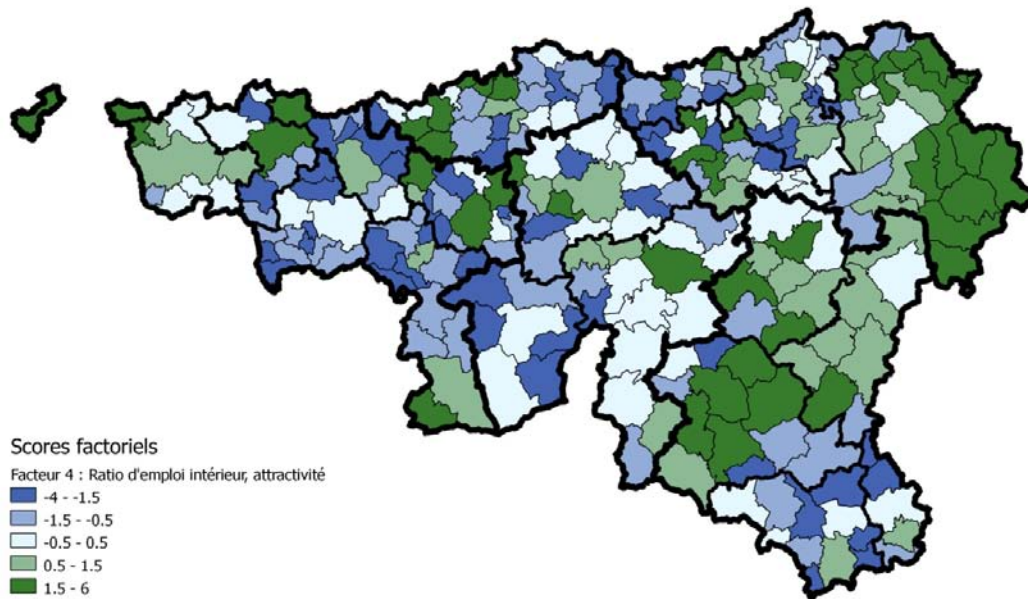 Scores factoriels
Facteur 4 : Ratio d'emploi intérieur, attractivité
-4 - -1.5
-1.5 - -0.5
-0.5 - 0.5
0.5 - 1.5
1.5 - 6